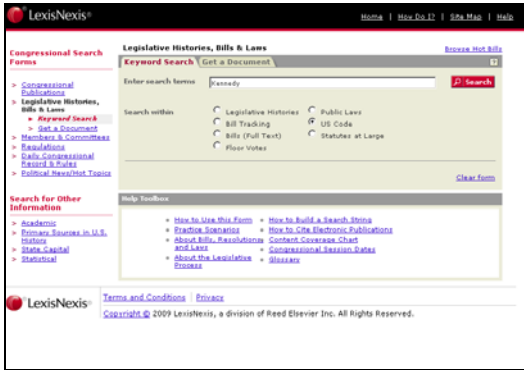 LexisNexis®
Home | How Do I? | Site Map | Help
Congressional Search Forms
> Congressional Publications
> Legislative Histories, Bills & Laws
> Keyword Search
> Get a Document
> Members & Committees
> Regulations
> Daily Congressional Record & Rules
> Political News/Hot Topics
Search for Other Information
> Academic
> Primary Sources in U.S. History
> State Capital
> Statistical
Legislative Histories, Bills & Laws
Browse Hot Bills
Keyword Search
Get a Document
?
Enter search terms
Kennedy
Search
Search within
Legislative Histories
Public Laws
Bill Tracking
US Code
Bills (Full Text)
Statutes at Large
Floor Votes
Clear form
Help Toolbox
How to Use this Form
How to Build a Search String
Practice Scenarios
How to Cite Electronic Publications
About Bills, Resolutions and Laws
Content Coverage Chart
Congressional Session Dates
About the Legislative Process
Glossary
LexisNexis®
Terms and Conditions | Privacy
Copyright © 2009 LexisNexis, a division of Reed Elsevier Inc. All Rights Reserved.